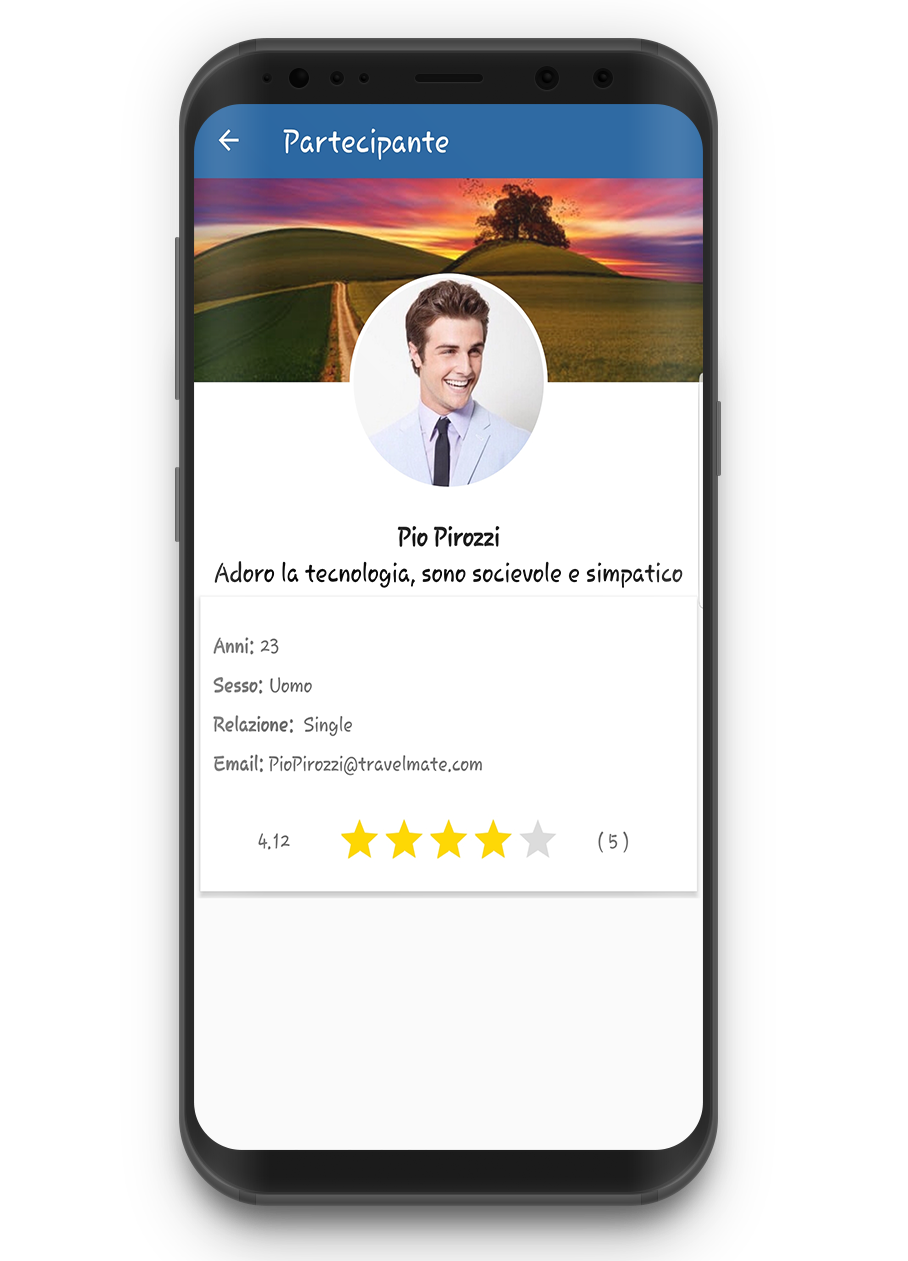 Partecipante
Pio Pirozzi
Adoro la tecnologia, sono socievole e simpatico
Anni: 23
Sesso: Uomo
Relazione: Single
Email: PioPirozzi@travelmate.com
4.12 ( 5 )